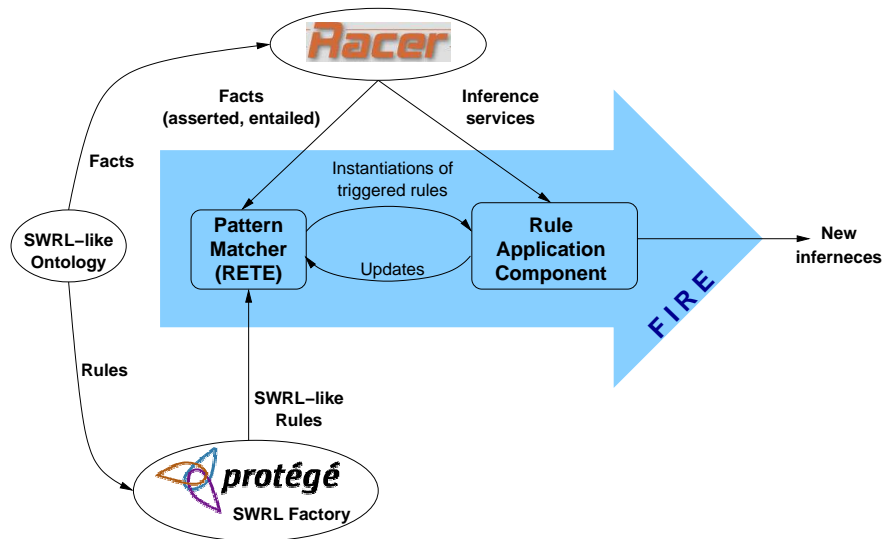 Racer
Facts
(asserted, entailed)
Inference
services
Facts
Instantiations of
triggered rules
SWRL–like
Ontology
Pattern
Matcher
(RETE)
Updates
Rule
Application
Component
New
inferneces
FIRE
Rules
SWRL–like
Rules
protégé
SWRL Factory